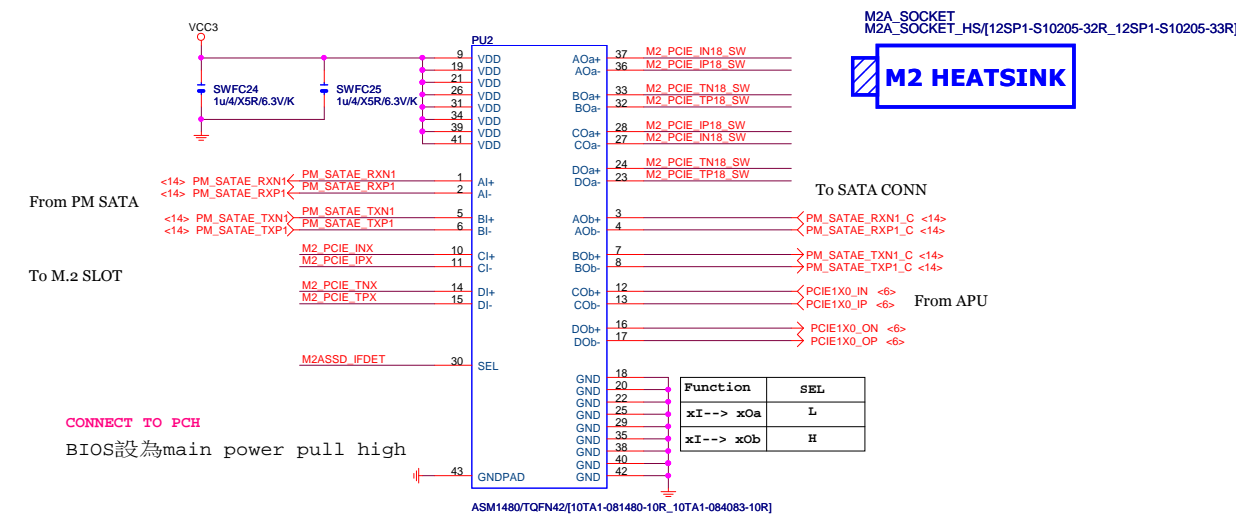 M2A_SOCKET
M2A_SOCKET_HS/[12SP1-S10205-32R_12SP1-S10205-33R]
M2 HEATSINK
VCC3
SWFC24
1u/4/X5R/6.3V/K
SWFC25
1u/4/X5R/6.3V/K
PU2
9 VDD
19 VDD
21 VDD
26 VDD
31 VDD
34 VDD
39 VDD
41 VDD
From PM SATA
<14> PM_SATAE_RXN1 PM_SATAE_RXN1 1 AI+
<14> PM_SATAE_RXP1 PM_SATAE_RXP1 2 AI-
<14> PM_SATAE_TXN1 PM_SATAE_TXN1 5 BI+
<14> PM_SATAE_TXP1 PM_SATAE_TXP1 6 BI-
To M.2 SLOT
M2_PCIE_INX 10 CI+
M2_PCIE_IPX 11 CI-
M2_PCIE_TNX 14 DI+
M2_PCIE_TPX 15 DI-
M2ASSD_IFDET 30 SEL
43 GNDPAD
AOa+ 37 M2_PCIE_IN18_SW
AOa- 36 M2_PCIE_IP18_SW
BOa+ 33 M2_PCIE_TN18_SW
BOa- 32 M2_PCIE_TP18_SW
COa+ 28 M2_PCIE_IP18_SW
COa- 27 M2_PCIE_IN18_SW
DOa+ 24 M2_PCIE_TN18_SW
DOa- 23 M2_PCIE_TP18_SW
To SATA CONN
AOb+ 3 PM_SATAE_RXN1_C <14>
AOb- 4 PM_SATAE_RXP1_C <14>
BOb+ 7 PM_SATAE_TXN1_C <14>
BOb- 8 PM_SATAE_TXP1_C <14>
COb+ 12 PCIE1X0_IN <6>
COb- 13 PCIE1X0_IP <6>
From APU
DOb+ 16 PCIE1X0_ON <6>
DOb- 17 PCIE1X0_OP <6>
GND 18
GND 20
GND 22
GND 25
GND 29
GND 35
GND 38
GND 40
GND 42
Function SEL
xI--> xOa L
xI--> xOb H
CONNECT TO PCH
BIOS設為main power pull high
ASM1480/TQFN42/[10TA1-081480-10R_10TA1-084083-10R]